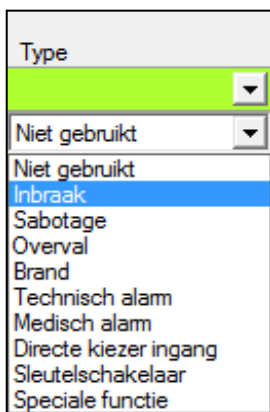 Type
Niet gebruikt
Niet gebruikt
Inbraak
Sabotage
Overval
Brand
Technisch alarm
Medisch alarm
Directe kiezer ingang
Sleutelschakelaar
Speciale functie